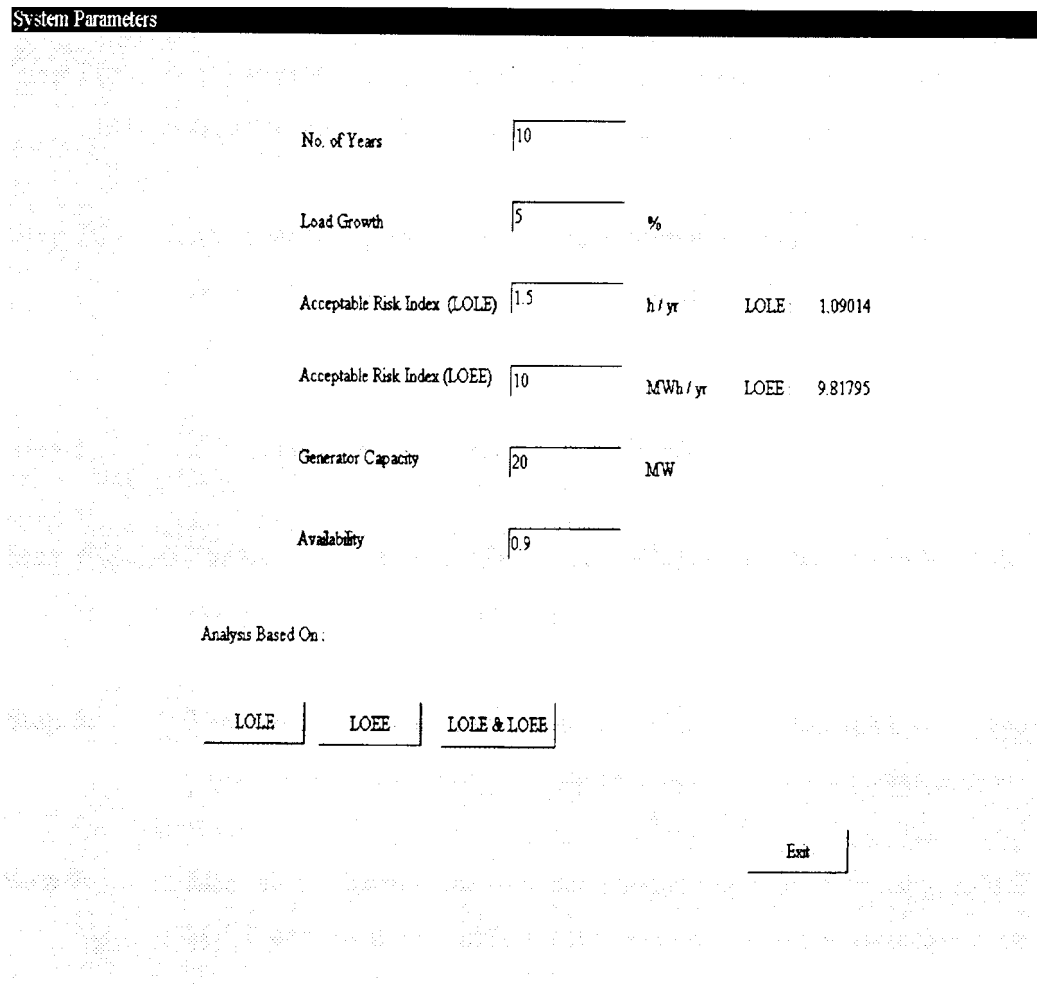 System Parameters
No. of Years 10
Load Growth 5 %
Acceptable Risk Index (LOLE) 1.5 h / yr LOLE : 1.09014
Acceptable Risk Index (LOEE) 10 MWh / yr LOEE : 9.81795
Generator Capacity 20 MW
Availability 0.9
Analysis Based On :
LOLE LOEE LOLE & LOEE
Exit